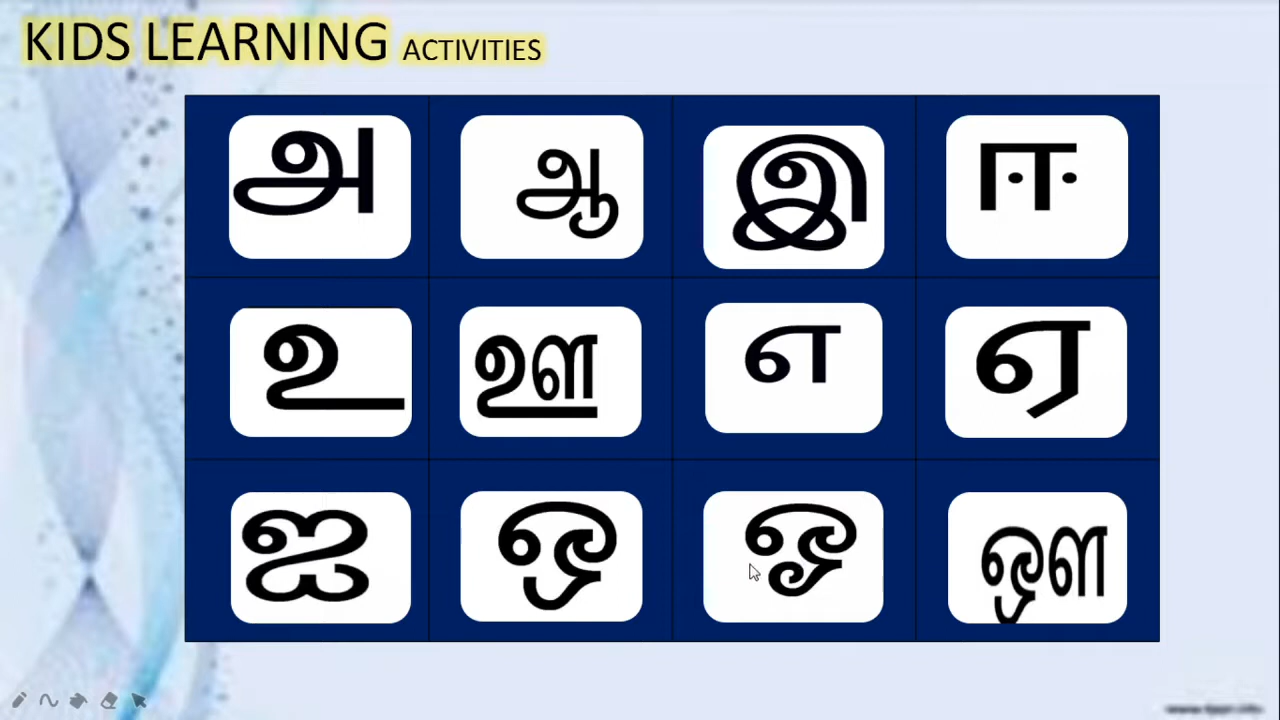 KIDS LEARNING ACTIVITIES
அ ஆ இ ஈ
உ ஊ எ ஏ
ஐ ஒ ஓ ஔ